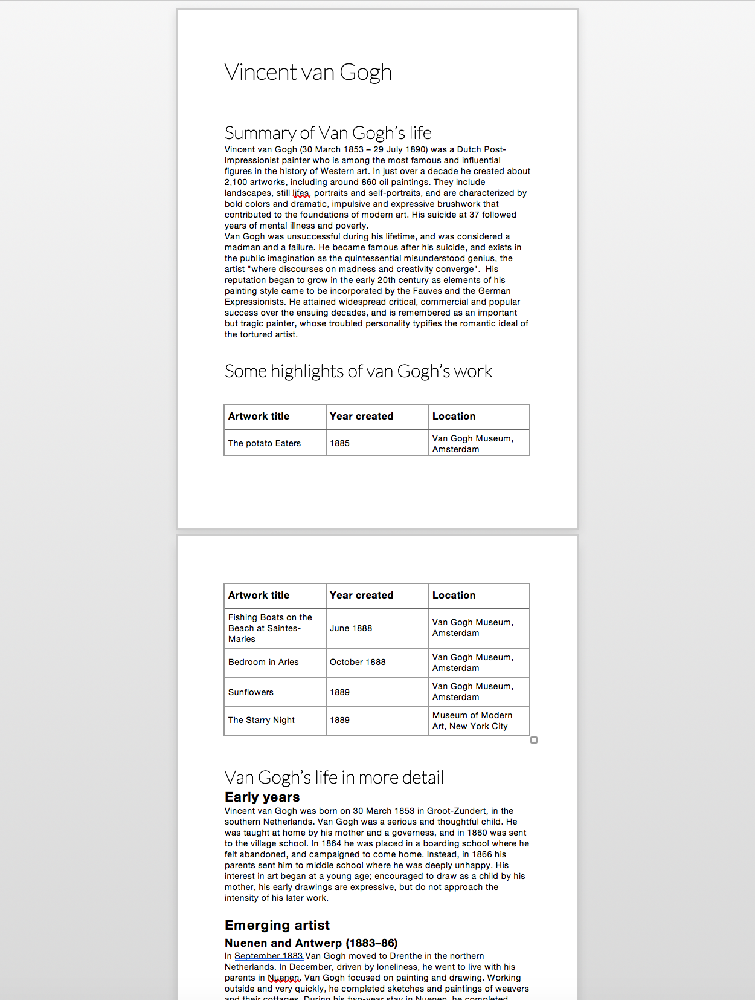 Vincent van Gogh
Summary of Van Gogh’s life
Vincent van Gogh (30 March 1853 – 29 July 1890) was a Dutch Post-
Impressionist painter who is among the most famous and influential
figures in the history of Western art. In just over a decade he created about
2,100 artworks, including around 860 oil paintings. They include
landscapes, still lifes, portraits and self-portraits, and are characterized by
bold colors and dramatic, impulsive and expressive brushwork that
contributed to the foundations of modern art. His suicide at 37 followed
years of mental illness and poverty.
Van Gogh was unsuccessful during his lifetime, and was considered a
madman and a failure. He became famous after his suicide, and exists in
the public imagination as the quintessential misunderstood genius, the
artist "where discourses on madness and creativity converge".  His
reputation began to grow in the early 20th century as elements of his
painting style came to be incorporated by the Fauves and the German
Expressionists. He attained widespread critical, commercial and popular
success over the ensuing decades, and is remembered as an important
but tragic painter, whose troubled personality typifies the romantic ideal of
the tortured artist.
Some highlights of van Gogh’s work
Artwork title Year created Location
The potato Eaters 1885 Van Gogh Museum,
Amsterdam
Artwork title Year created Location
Fishing Boats on the
Beach at Saintes-
Maries
June 1888
Van Gogh Museum,
Amsterdam
Bedroom in Arles October 1888 Van Gogh Museum,
Amsterdam
Sunflowers 1889 Van Gogh Museum,
Amsterdam
The Starry Night 1889 Museum of Modern
Art, New York City
Van Gogh’s life in more detail
Early years
Vincent van Gogh was born on 30 March 1853 in Groot-Zundert, in the
southern Netherlands. Van Gogh was a serious and thoughtful child. He
was taught at home by his mother and a governess, and in 1860 was sent
to the village school. In 1864 he was placed in a boarding school where he
felt abandoned, and campaigned to come home. Instead, in 1866 his
parents sent him to middle school where he was deeply unhappy. His
interest in art began at a young age; encouraged to draw as a child by his
mother, his early drawings are expressive, but do not approach the
intensity of his later work.
Emerging artist
Nuenen and Antwerp (1883–86)
In September 1883 Van Gogh moved to Drenthe in the northern
Netherlands. In December, driven by loneliness, he went to live with his
parents in Nuenen. Van Gogh focused on painting and drawing. Working
outside and very quickly, he completed sketches and paintings of weavers
and their cottages. During his two-year stay in Nuenen, he completed